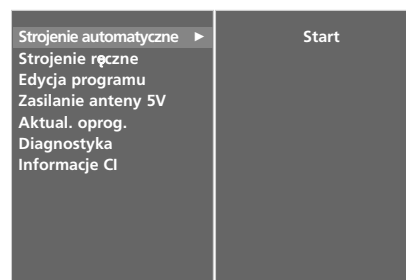 Strojenie automatyczne ► Start
Strojenie ręczne
Edycja programu
Zasilanie anteny 5V
Aktual. oprog.
Diagnostyka
Informacje CI